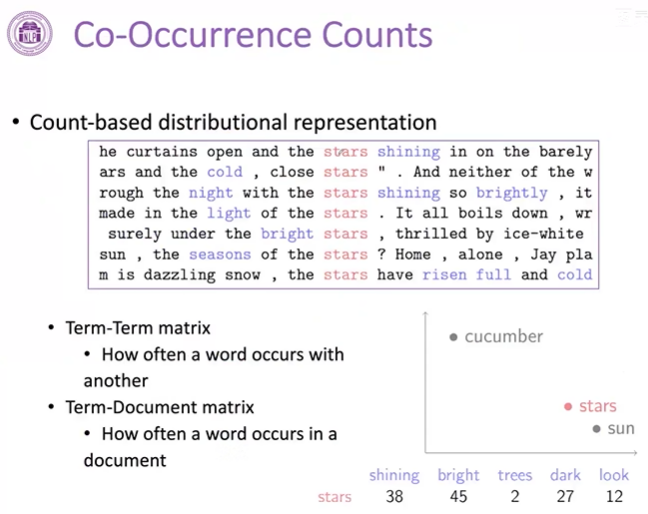 NLP
Co-Occurrence Counts
• Count-based distributional representation
he curtains open and the stars shining in on the barely
ars and the cold , close stars " . And neither of the w
rough the night with the stars shining so brightly , it
made in the light of the stars . It all boils down , wr
surely under the bright stars , thrilled by ice-white
sun , the seasons of the stars ? Home , alone , Jay pla
m is dazzling snow , the stars have risen full and cold
• Term-Term matrix
• How often a word occurs with
another
• Term-Document matrix
• How often a word occurs in a
document
cucumber
stars
sun
shining bright trees dark look
stars 38 45 2 27 12